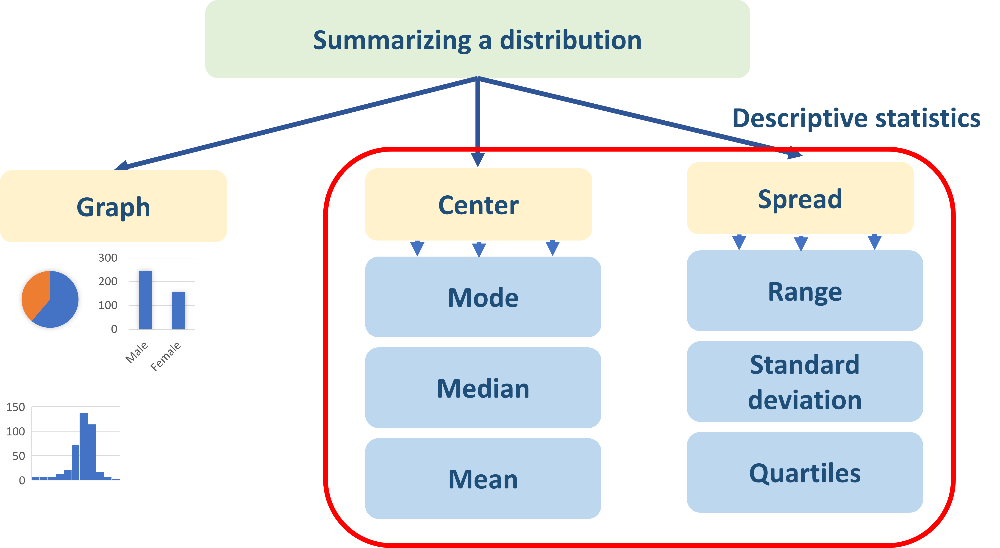 Summarizing a distribution
Descriptive statistics
Graph
Center
Spread
300
200
100
0
Male
Female
150
100
50
0
Mode
Median
Mean
Range
Standard
deviation
Quartiles